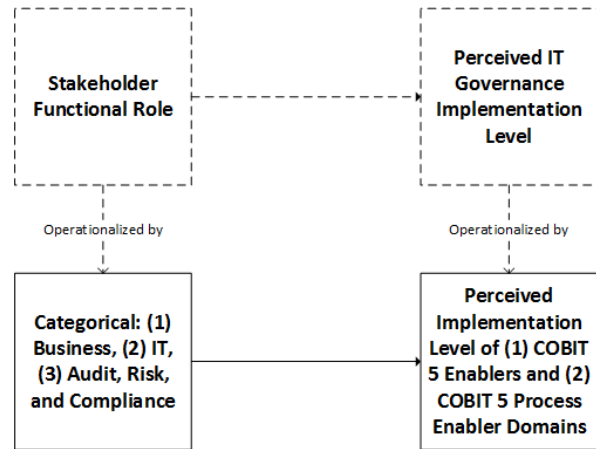 Stakeholder
Functional Role
Perceived IT
Governance
Implementation
Level
Operationalized by
Operationalized by
Categorical: (1)
Business, (2) IT,
(3) Audit, Risk,
and Compliance
Perceived
Implementation
Level of (1) COBIT
5 Enablers and (2)
COBIT 5 Process
Enabler Domains